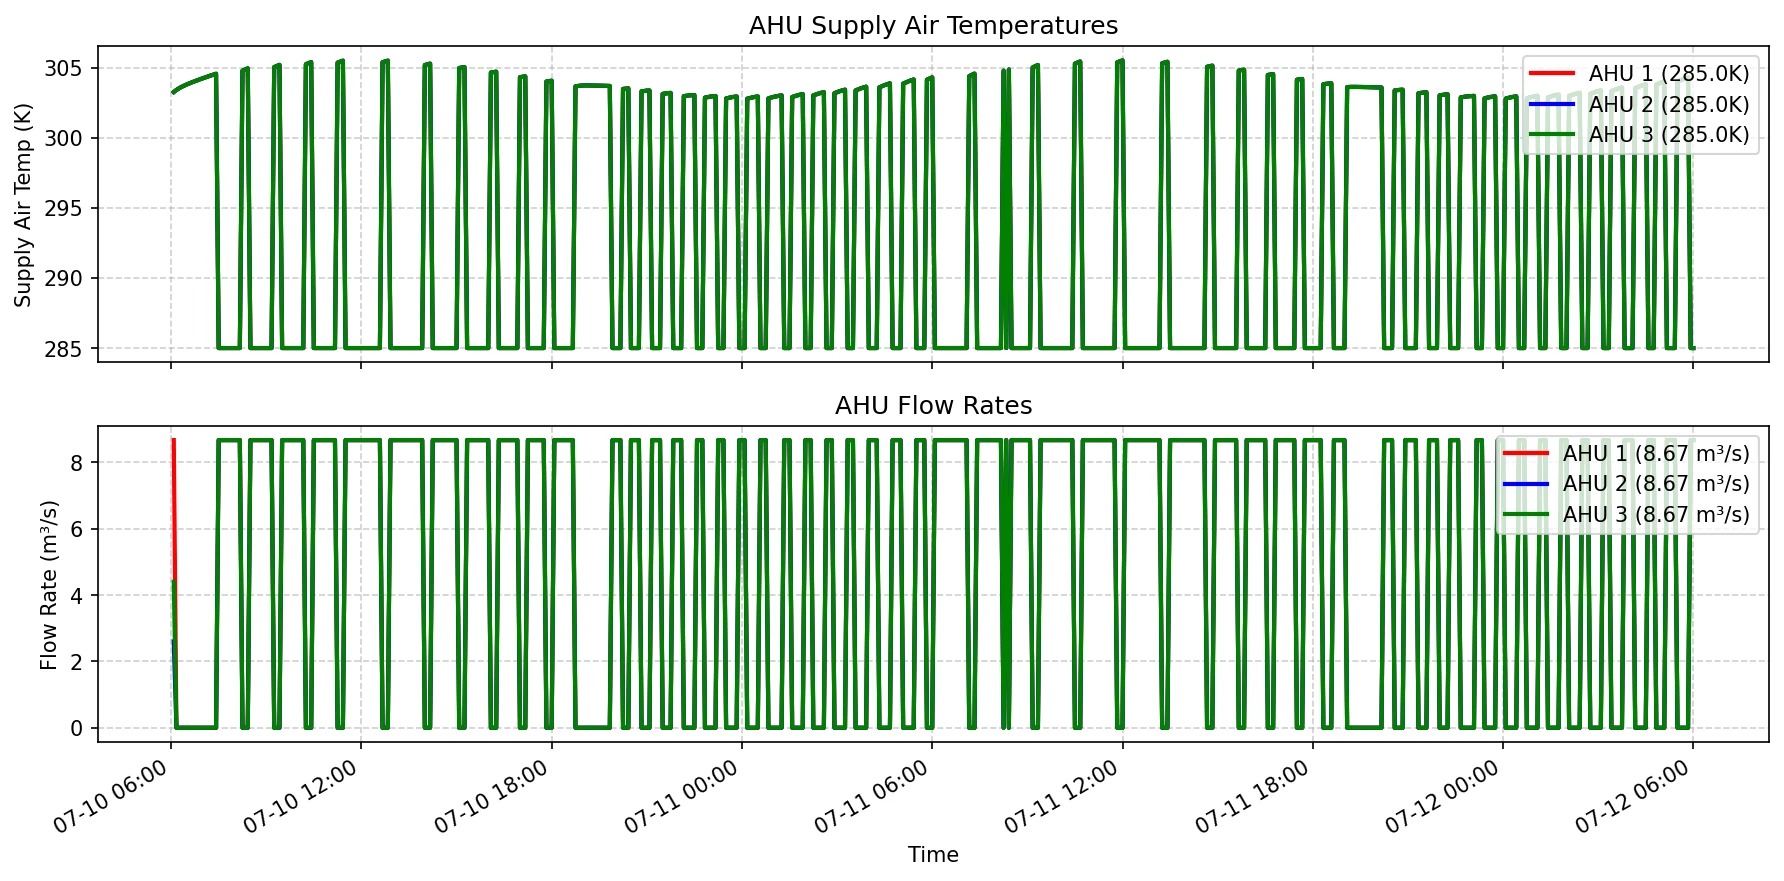 AHU Supply Air Temperatures
Supply Air Temp (K)
305
300
295
290
285
AHU 1 (285.0K)
AHU 2 (285.0K)
AHU 3 (285.0K)
AHU Flow Rates
Flow Rate (m³/s)
8
6
4
2
0
AHU 1 (8.67 m³/s)
AHU 2 (8.67 m³/s)
AHU 3 (8.67 m³/s)
07-10 06:00
07-10 12:00
07-10 18:00
07-11 00:00
07-11 06:00
07-11 12:00
07-11 18:00
07-12 00:00
07-12 06:00
Time